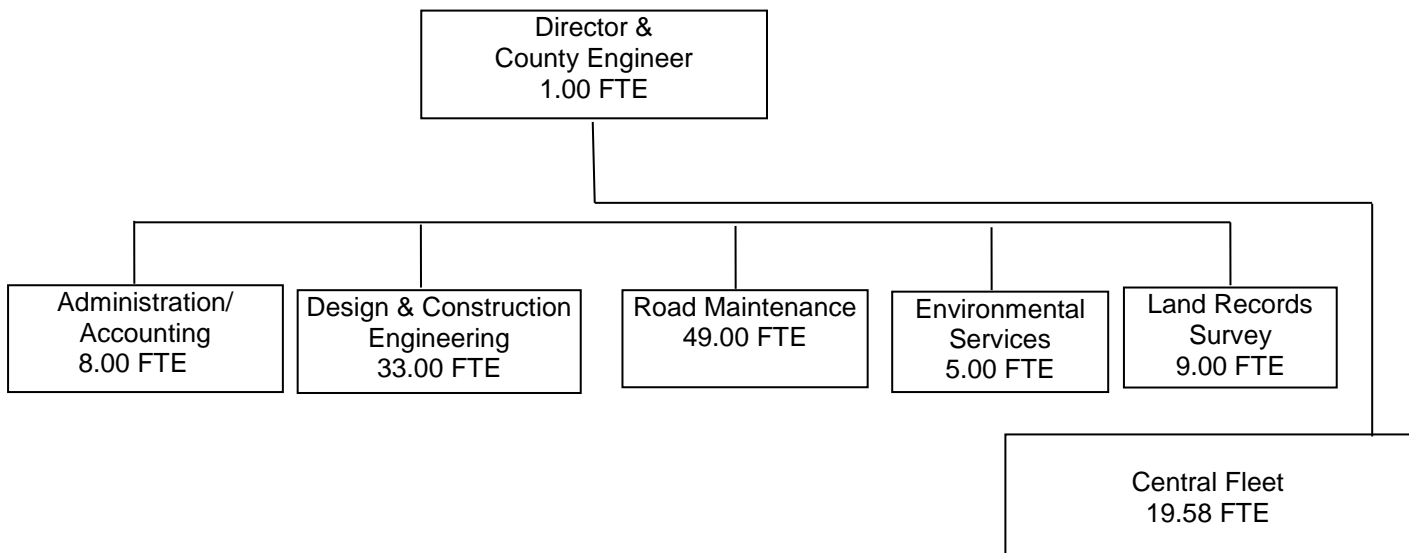 Director &
County Engineer
1.00 FTE
Administration/
Accounting
8.00 FTE
Design & Construction
Engineering
33.00 FTE
Road Maintenance
49.00 FTE
Environmental
Services
5.00 FTE
Land Records
Survey
9.00 FTE
Central Fleet
19.58 FTE